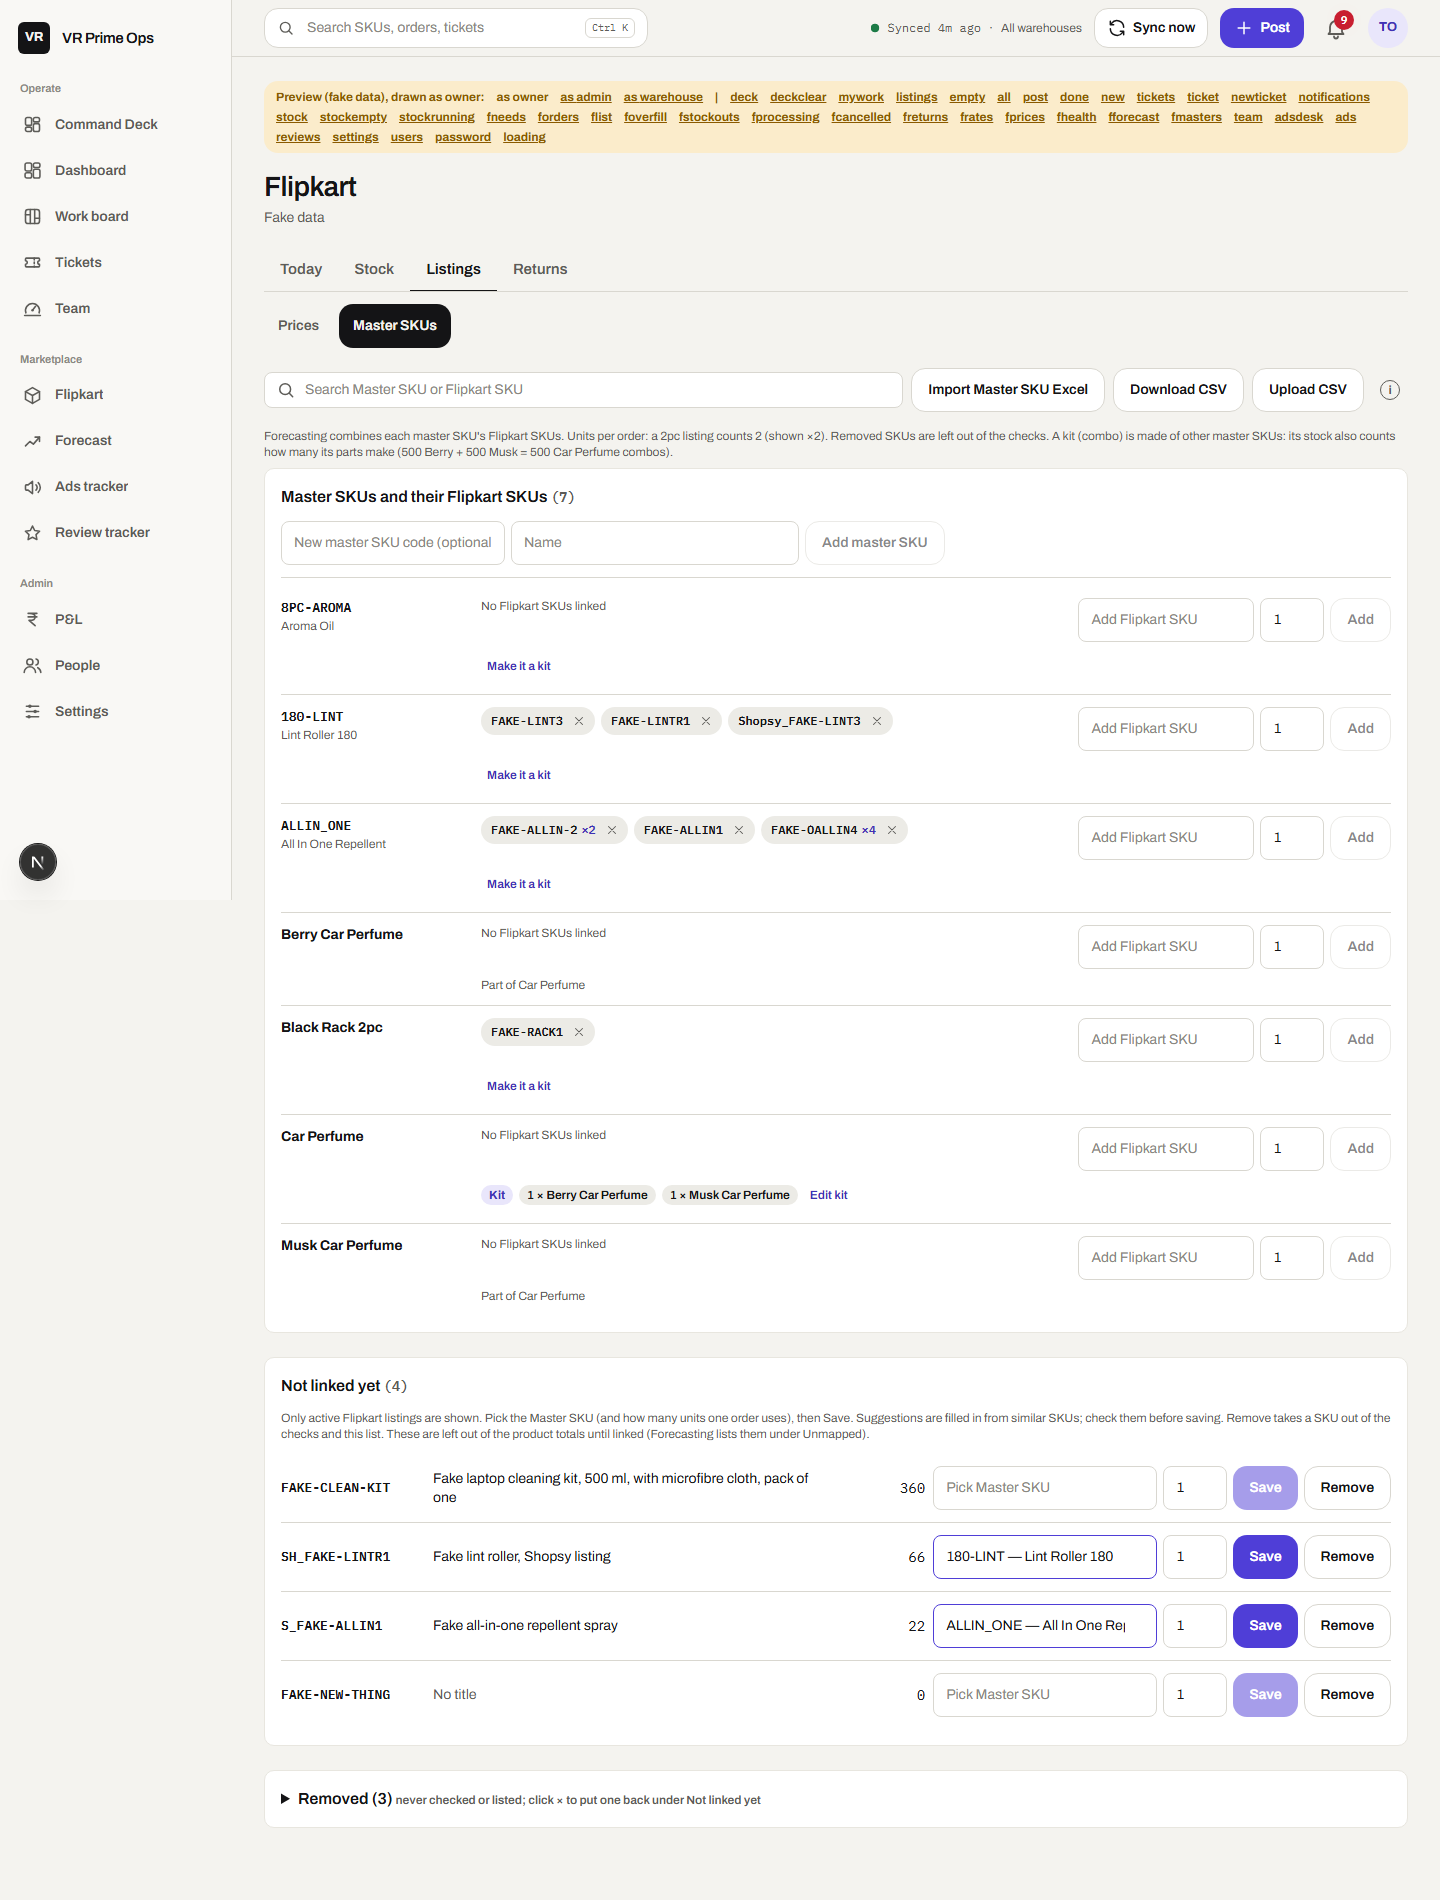 VR VR Prime Ops
Search SKUs, orders, tickets Ctrl K
Synced 4m ago · All warehouses
Sync now
+ Post
9
TO
Operate
Command Deck
Dashboard
Work board
Tickets
Team
Marketplace
Flipkart
Forecast
Ads tracker
Review tracker
Admin
P&L
People
Settings
N
Preview (fake data), drawn as owner: as owner as admin as warehouse | deck deckclear mywork listings empty all post done new tickets ticket newticket notifications
stock stockempty stockrunning fneeds forders flist foverfill fstockouts fprocessing fcancelled freturns frates fprices fhealth fforecast fmasters team adsdesk ads
reviews settings users password loading
Flipkart
Fake data
Today Stock Listings Returns
Prices Master SKUs
Search Master SKU or Flipkart SKU Import Master SKU Excel Download CSV Upload CSV i
Forecasting combines each master SKU's Flipkart SKUs. Units per order: a 2pc listing counts 2 (shown ×2). Removed SKUs are left out of the checks. A kit (combo) is made of other master SKUs: its stock also counts
how many its parts make (500 Berry + 500 Musk = 500 Car Perfume combos).
Master SKUs and their Flipkart SKUs (7)
New master SKU code (optional Name Add master SKU
8PC-AROMA No Flipkart SKUs linked Add Flipkart SKU 1 Add
Aroma Oil
Make it a kit
180-LINT FAKE-LINT3 × FAKE-LINTR1 × Shopsy_FAKE-LINT3 × Add Flipkart SKU 1 Add
Lint Roller 180
Make it a kit
ALLIN_ONE FAKE-ALLIN-2 ×2 × FAKE-ALLIN1 × FAKE-OALLIN4 ×4 × Add Flipkart SKU 1 Add
All In One Repellent
Make it a kit
Berry Car Perfume No Flipkart SKUs linked Add Flipkart SKU 1 Add
Part of Car Perfume
Black Rack 2pc FAKE-RACK1 × Add Flipkart SKU 1 Add
Make it a kit
Car Perfume No Flipkart SKUs linked Add Flipkart SKU 1 Add
Kit 1 × Berry Car Perfume 1 × Musk Car Perfume Edit kit
Musk Car Perfume No Flipkart SKUs linked Add Flipkart SKU 1 Add
Part of Car Perfume
Not linked yet (4)
Only active Flipkart listings are shown. Pick the Master SKU (and how many units one order uses), then Save. Suggestions are filled in from similar SKUs; check them before saving. Remove takes a SKU out of the
checks and this list. These are left out of the product totals until linked (Forecasting lists them under Unmapped).
FAKE-CLEAN-KIT Fake laptop cleaning kit, 500 ml, with microfibre cloth, pack of
one 360 Pick Master SKU 1 Save Remove
SH_FAKE-LINTR1 Fake lint roller, Shopsy listing 66 180-LINT — Lint Roller 180 1 Save Remove
S_FAKE-ALLIN1 Fake all-in-one repellent spray 22 ALLIN_ONE — All In One Rep 1 Save Remove
FAKE-NEW-THING No title 0 Pick Master SKU 1 Save Remove
Removed (3) never checked or listed; click × to put one back under Not linked yet